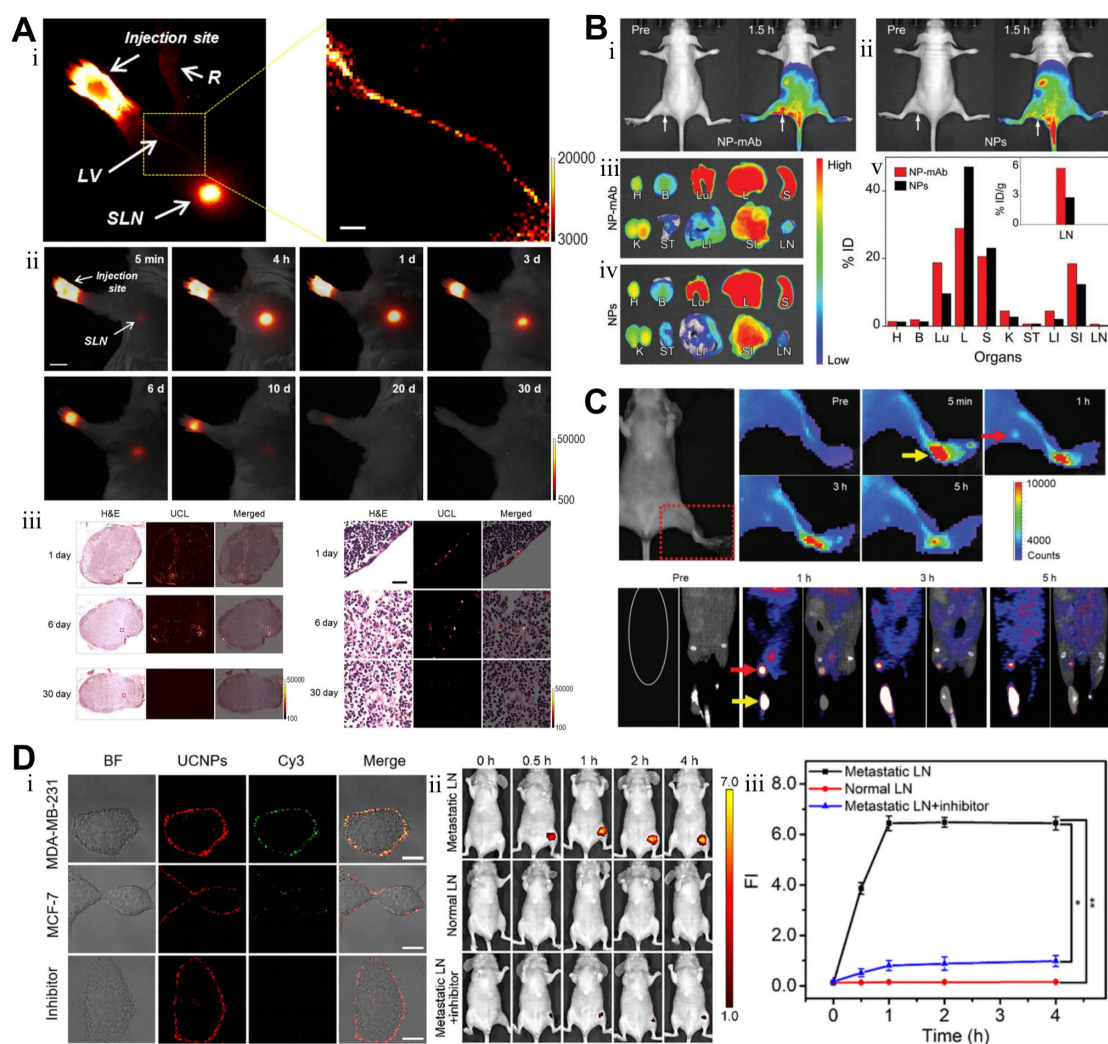 A
i
Injection site
R
LV
SLN
20000
3000
ii
5 min
4 h
1 d
3 d
Injection site
SLN
6 d
10 d
20 d
30 d
50000
500
iii
H&E
UCL
Merged
1 day
6 day
30 day
50000
100
H&E
UCL
Merged
1 day
6 day
30 day
50000
100
B
i
Pre
1.5 h
NP-mAb
ii
Pre
1.5 h
NPs
iii
NP-mAb
H
B
Lu
L
S
K
ST
LI
SI
LN
iv
NPs
H
B
Lu
L
S
K
ST
LI
SI
LN
High
Low
v
NP-mAb
NPs
% ID
40
20
0
% ID/g
6
4
2
0
LN
H B Lu L S K ST LI SI LN
Organs
C
Pre
5 min
1 h
3 h
5 h
10000
4000
Counts
Pre
1 h
3 h
5 h
D
i
BF
UCNPs
Cy3
Merge
MDA-MB-231
MCF-7
Inhibitor
ii
0 h
0.5 h
1 h
2 h
4 h
Metastatic LN
Normal LN
Metastatic LN
+inhibitor
7.0
1.0
iii
Metastatic LN
Normal LN
Metastatic LN+inhibitor
FI
8.0
6.0
4.0
2.0
0.0
*
**
0 1 2 3 4
Time (h)